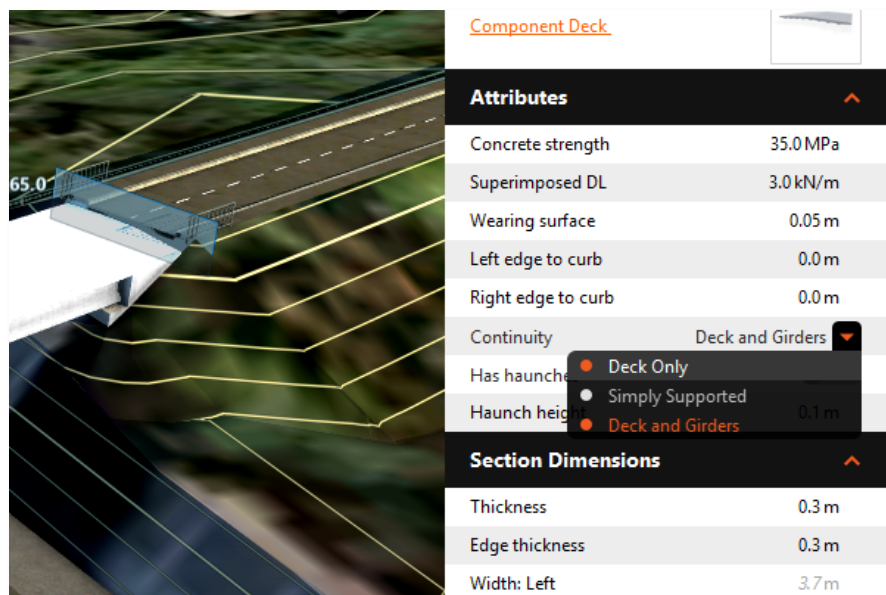 Component Deck
65.0
Attributes
Concrete strength 35.0 MPa
Superimposed DL 3.0 kN/m
Wearing surface 0.05 m
Left edge to curb 0.0 m
Right edge to curb 0.0 m
Continuity Deck and Girders
Deck Only
Has haunche
Simply Supported
Haunch height 0.1 m
Deck and Girders
Section Dimensions
Thickness 0.3 m
Edge thickness 0.3 m
Width: Left 3.7 m